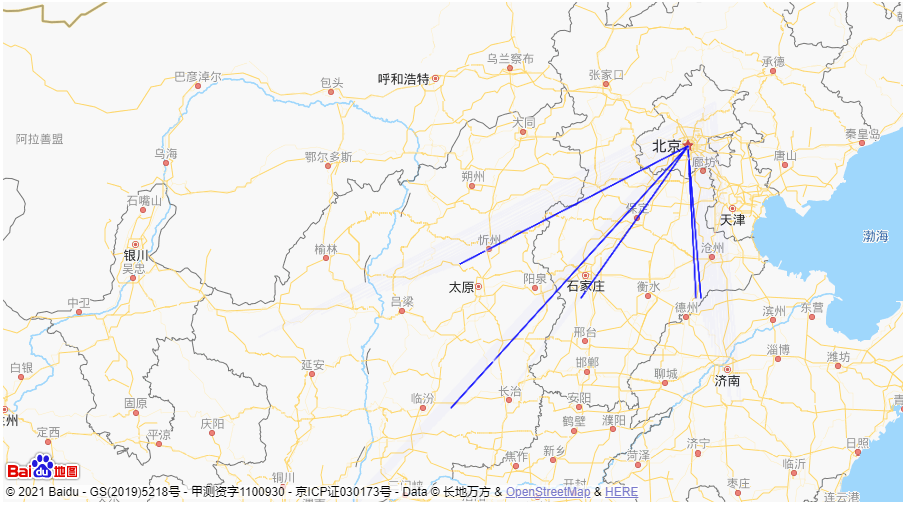 乌兰察布
承德
张家口
巴彦淖尔
呼和浩特
包头
大同
秦皇岛
阿拉善盟
北京
乌海
鄂尔多斯
廊坊
唐山
朔州
石嘴山
保定
天津
忻州
渤海
榆林
沧州
银川
吴忠
阳泉
石家庄
太原
衡水
吕梁
中卫
德州
滨州
东营
邢台
白银
延安
邯郸
济南
淄博
潍坊
聊城
临汾
长治
安阳
固原
庆阳
鹤壁
濮阳
定西
平凉
济宁
日照
焦作
新乡
菏泽
临沂
铜川
开封
枣庄
连云港
Bai du 地图
© 2021 Baidu - GS(2019)5218号 - 甲测资字1100930 - 京ICP证030173号 - Data © 长地万方 & OpenStreetMap & HERE